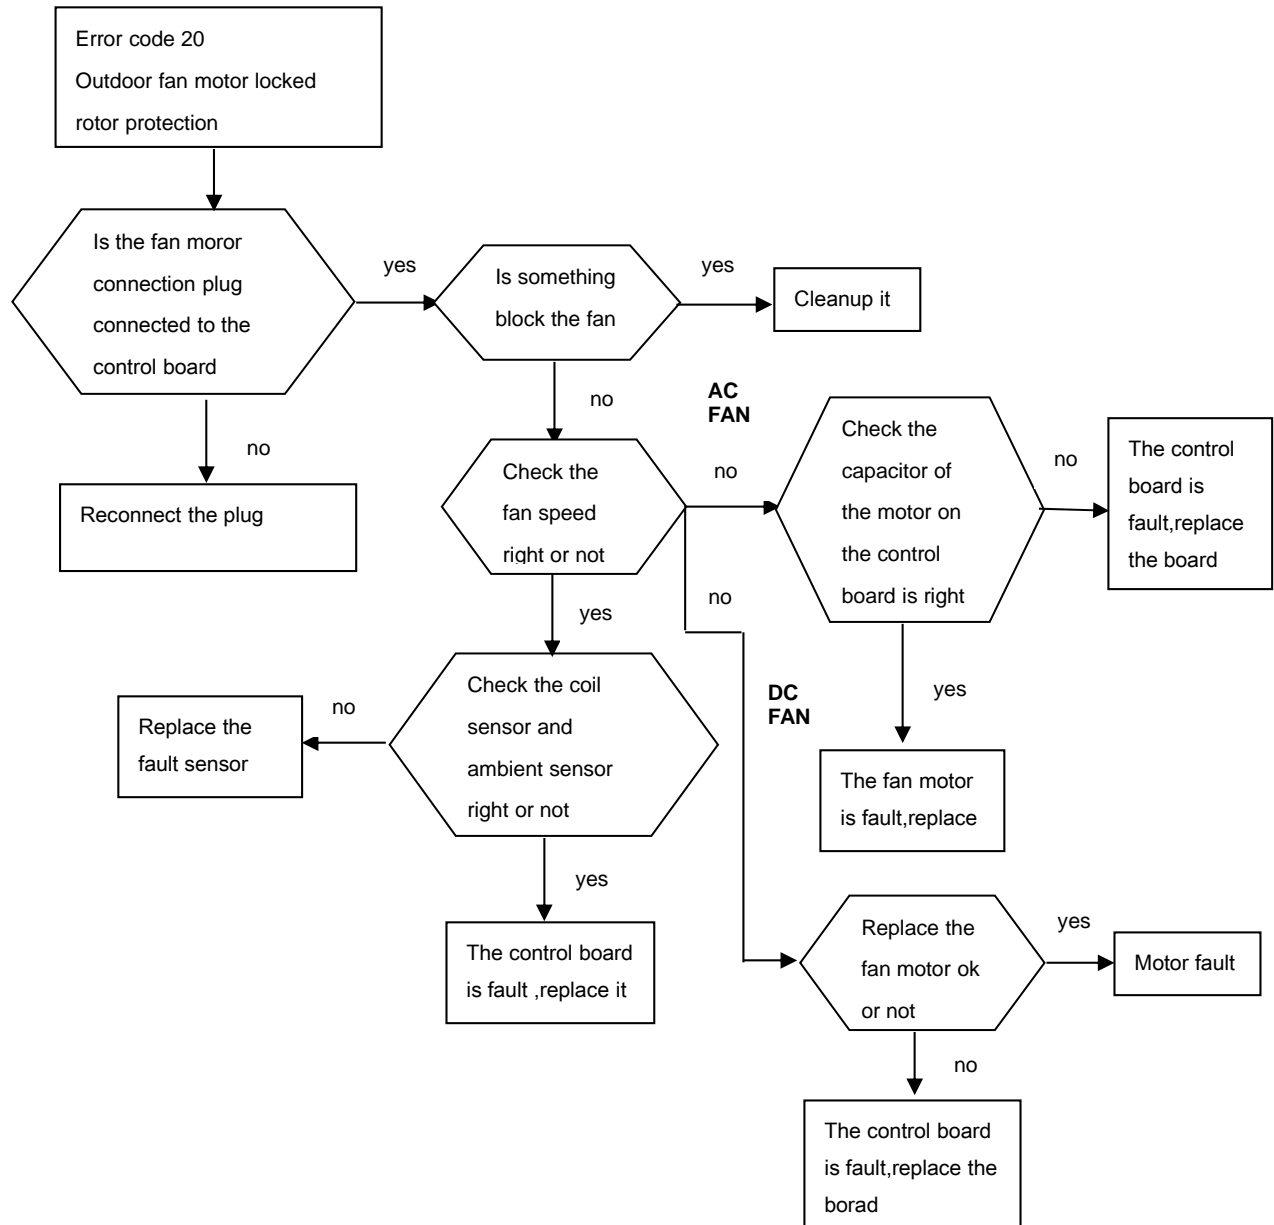 Error code 20
Outdoor fan motor locked
rotor protection
Is the fan moror
connection plug
connected to the
control board
yes
Is something
block the fan
yes
Cleanup it
no
Reconnect the plug
no
AC
FAN
Check the
fan speed
right or not
no
Check the
capacitor of
the motor on
the control
board is right
no
The control
board is
fault,replace
the board
yes
The fan motor
is fault,replace
no
DC
FAN
yes
Check the coil
sensor and
ambient sensor
right or not
no
Replace the
fault sensor
yes
The control board
is fault ,replace it
Replace the
fan motor ok
or not
yes
Motor fault
no
The control board
is fault,replace the
borad